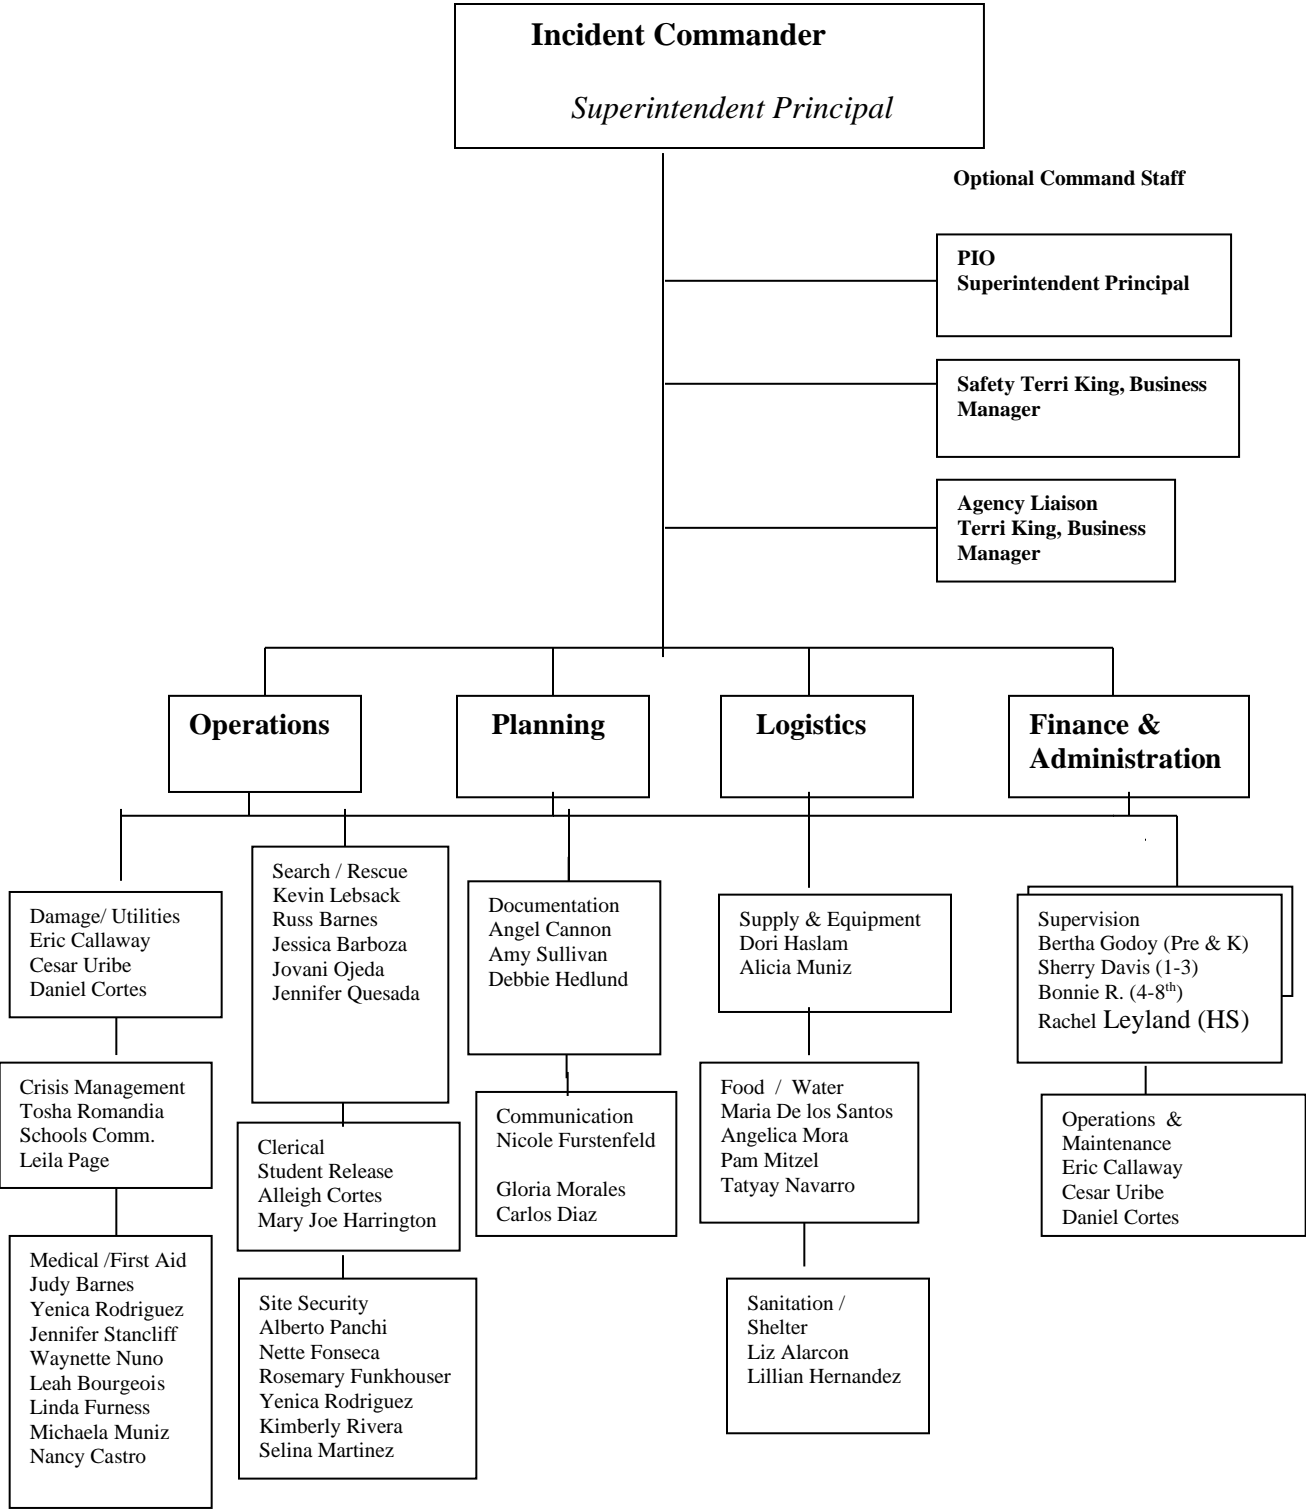 Incident Commander
Superintendent Principal
Optional Command Staff
PIO
Superintendent Principal
Safety Terri King, Business
Manager
Agency Liaison
Terri King, Business
Manager
Operations
Planning
Logistics
Finance &
Administration
Damage/ Utilities
Eric Callaway
Cesar Uribe
Daniel Cortes
Crisis Management
Tosha Romandia
Schools Comm.
Leila Page
Medical /First Aid
Judy Barnes
Yenica Rodriguez
Jennifer Stancliff
Waynette Nuno
Leah Bourgeois
Linda Furness
Michaela Muniz
Nancy Castro
Search / Rescue
Kevin Lebsack
Russ Barnes
Jessica Barboza
Jovani Ojeda
Jennifer Quesada
Clerical
Student Release
Alleigh Cortes
Mary Joe Harrington
Site Security
Alberto Panchi
Nette Fonseca
Rosemary Funkhouser
Yenica Rodriguez
Kimberly Rivera
Selina Martinez
Documentation
Angel Cannon
Amy Sullivan
Debbie Hedlund
Communication
Nicole Furstenfeld
Gloria Morales
Carlos Diaz
Supply & Equipment
Dori Haslam
Alicia Muniz
Food / Water
Maria De los Santos
Angelica Mora
Pam Mitzel
Tatyay Navarro
Sanitation /
Shelter
Liz Alarcon
Lillian Hernandez
Supervision
Bertha Godoy (Pre & K)
Sherry Davis (1-3)
Bonnie R. (4-8th)
Rachel Leyland (HS)
Operations &
Maintenance
Eric Callaway
Cesar Uribe
Daniel Cortes